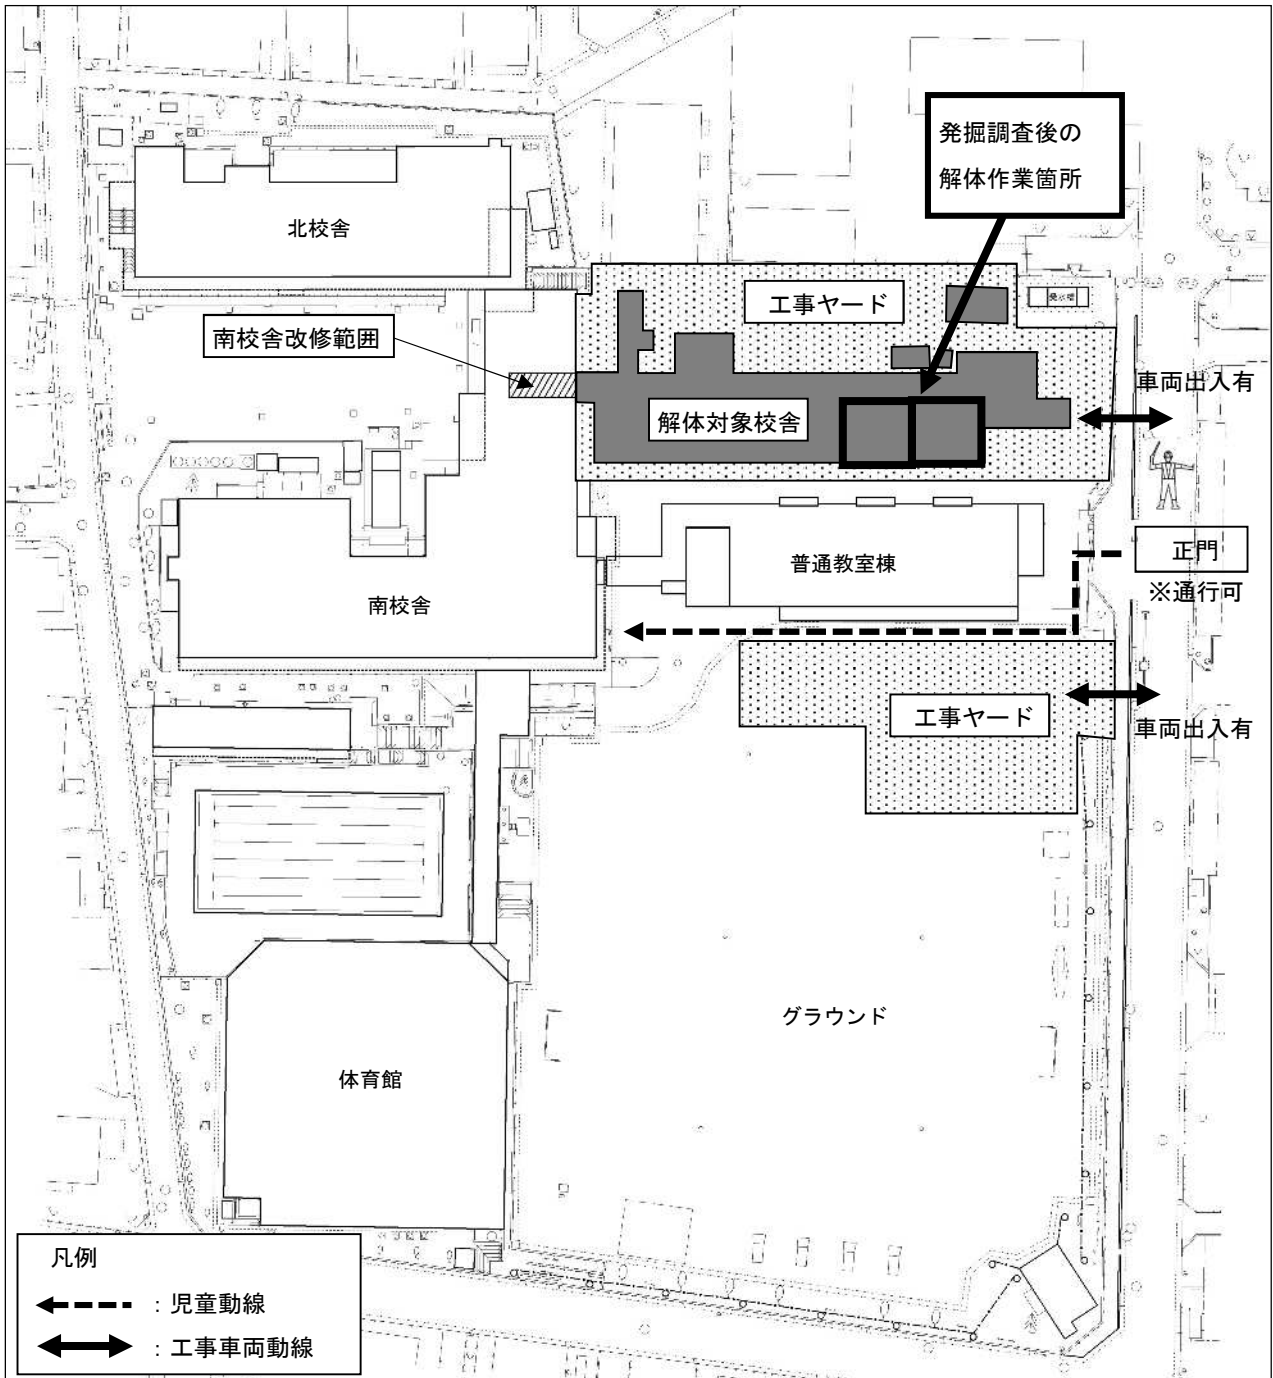 発掘調査後の
解体作業箇所
北校舎
工事ヤード
南校舎改修範囲
車両出入有
解体対象校舎
正門
※通行可
普通教室棟
南校舎
工事ヤード
車両出入有
グラウンド
体育館
凡例
：児童動線
：工事車両動線